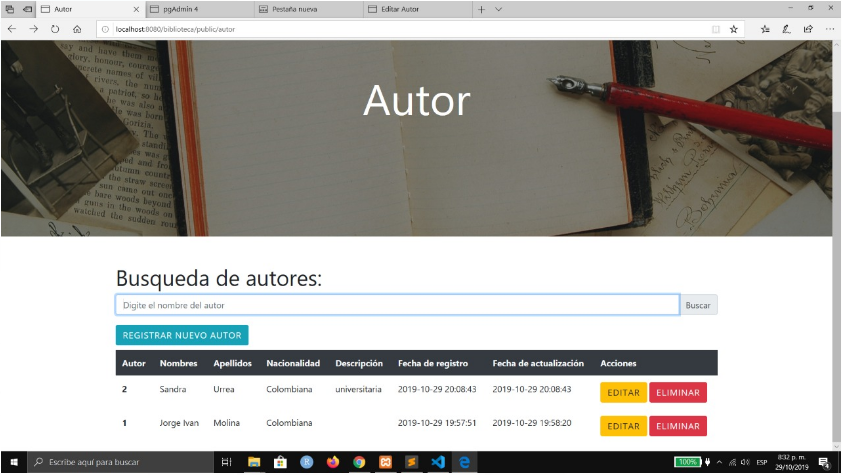 Autor
pgAdmin 4
Pestaña nueva
Editar Autor
localhost:8080/biblioteca/public/autor
Autor
Busqueda de autores:
Digite el nombre del autor
Buscar
REGISTRAR NUEVO AUTOR
Autor Nombres Apellidos Nacionalidad Descripción Fecha de registro Fecha de actualización Acciones
2 Sandra Urrea Colombiana universitaria 2019-10-29 20:08:43 2019-10-29 20:08:43 EDITAR ELIMINAR
1 Jorge Ivan Molina Colombiana 2019-10-29 19:57:51 2019-10-29 19:58:20 EDITAR ELIMINAR
Escribe aquí para buscar
100%
ESP
8:32 p. m.
29/10/2019